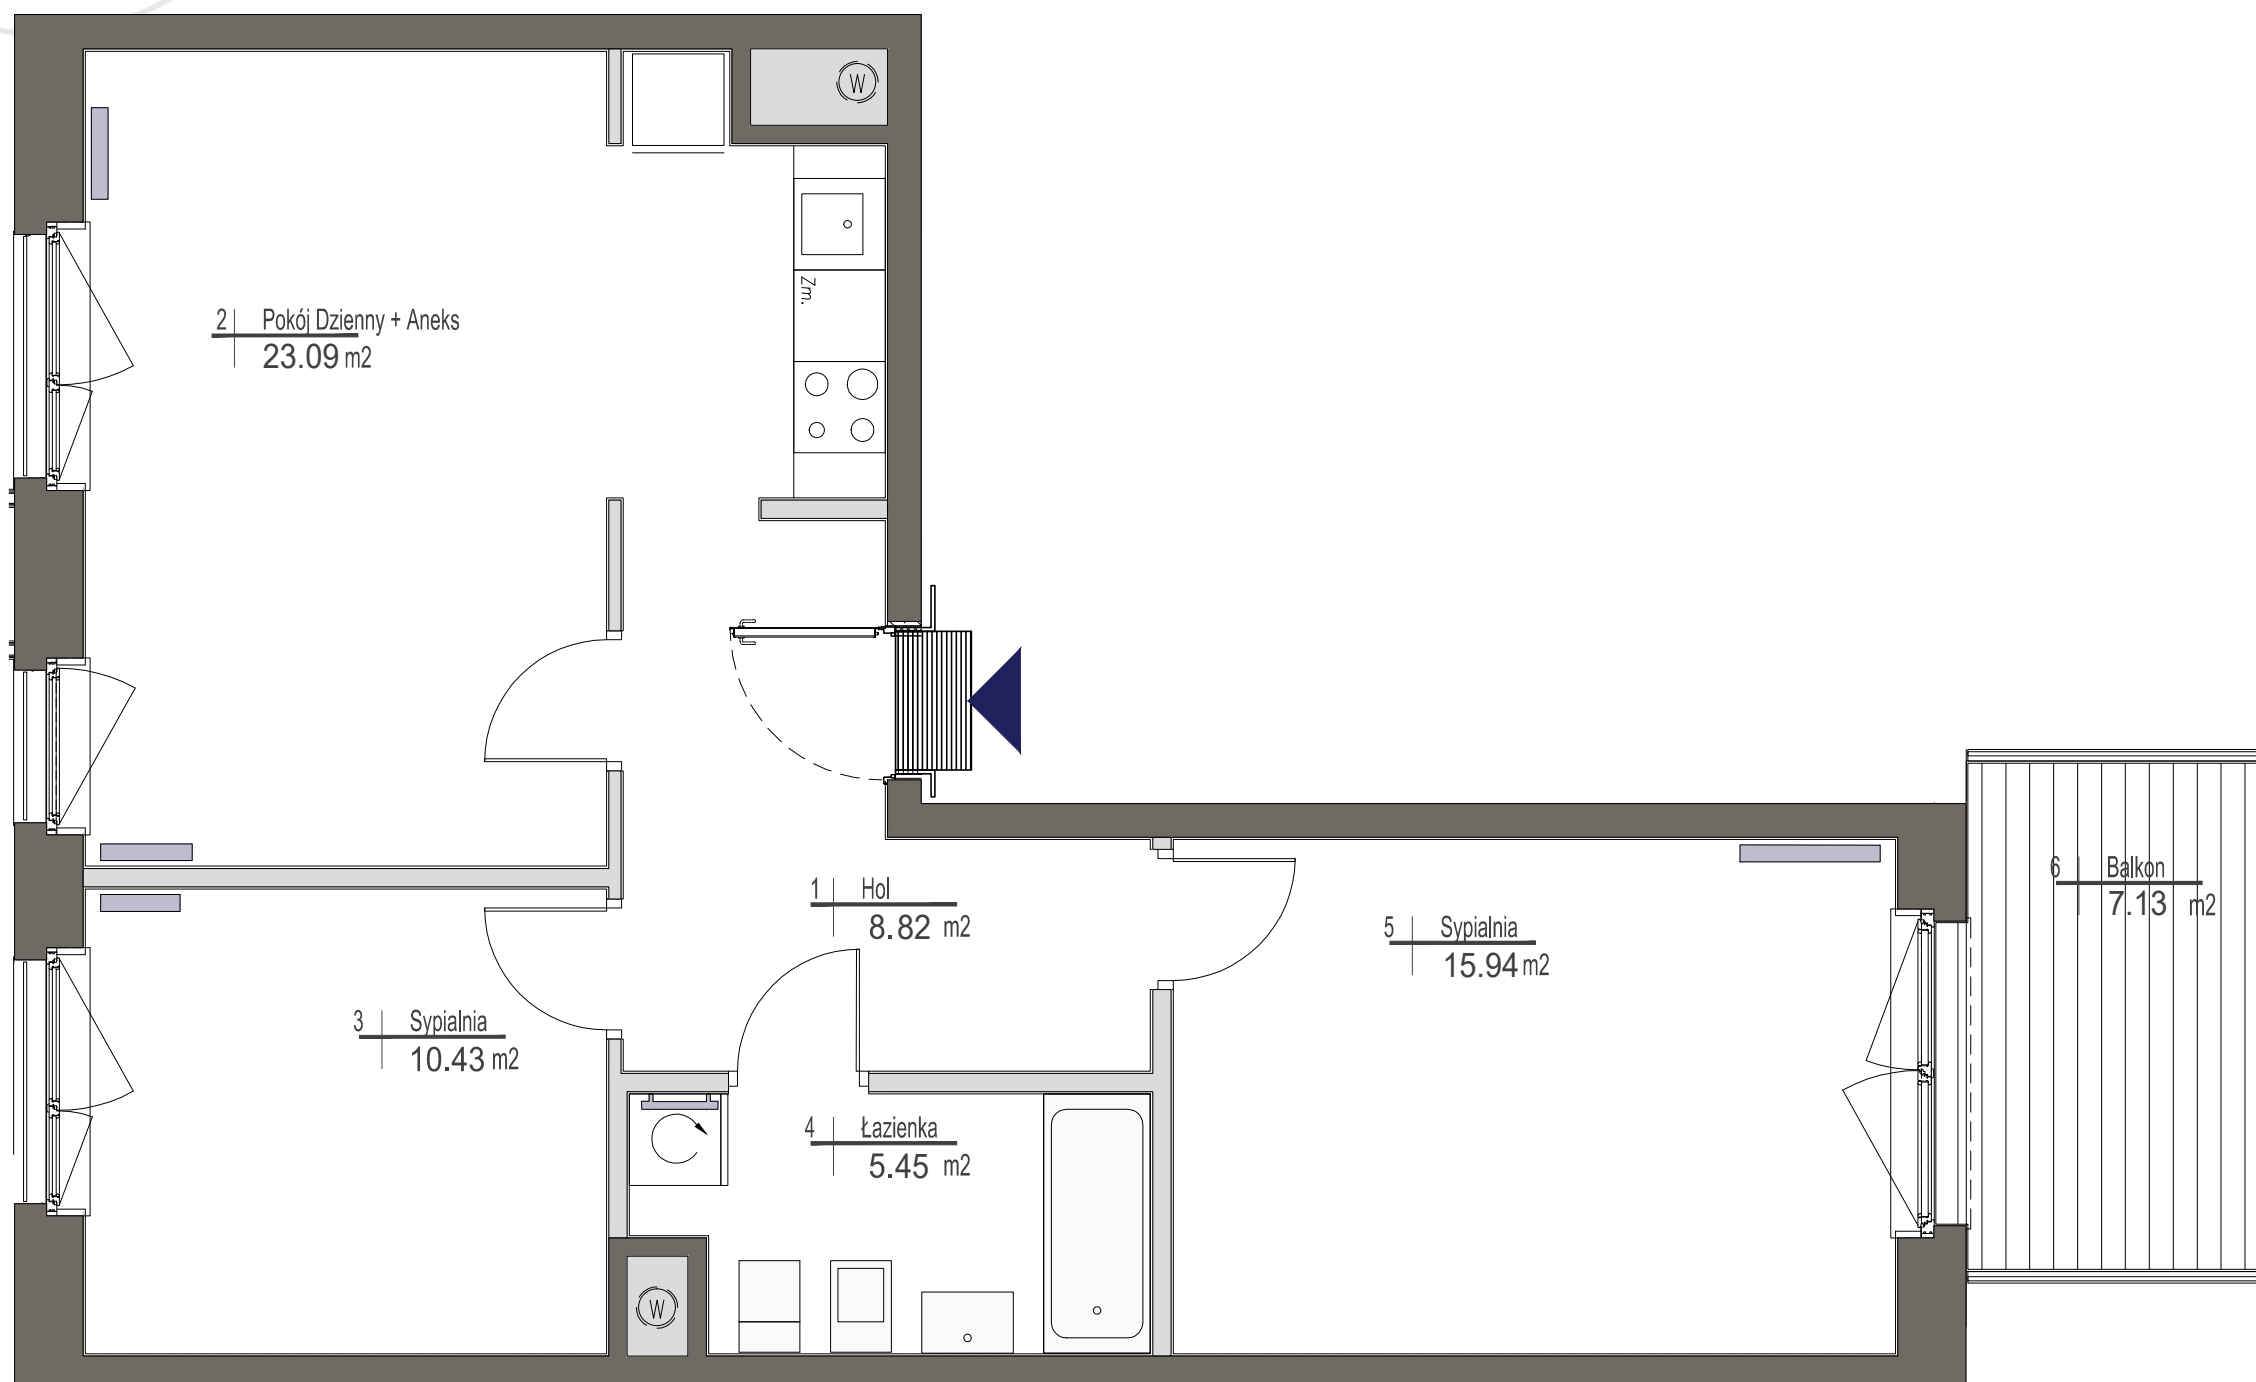 W
Zm.
2 Pokój Dzienny + Aneks
23.09 m2
1 Hol
8.82 m2
6 Balkon
7.13 m2
5 Sypialnia
15.94 m2
3 Sypialnia
10.43 m2
4 Łazienka
5.45 m2
W